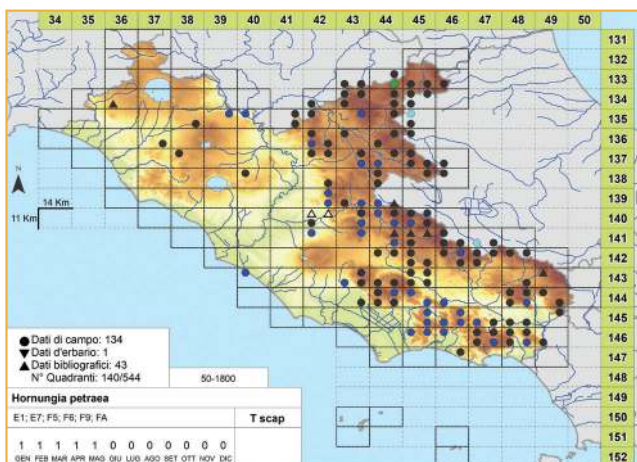 34 35 36 37 38 39 40 41 42 43 44 45 46 47 48 49 50
131
132
133
134
135
136
137
138
139
140
141
142
143
144
145
146
147
148
149
150
151
152
N
14 Km
11 Km
Dati di campo: 134
Dati d'erbario: 1
Dati bibliografici: 43
N° Quadranti: 140/544
50-1800
Hornungia petraea
E1; E7; F5; F6; F9; FA
T scap
1 1 1 1 1 0 0 0 0 0 0 0
GEN FEB MAR APR MAG GIU LUG AGO SET OTT NOV DIC